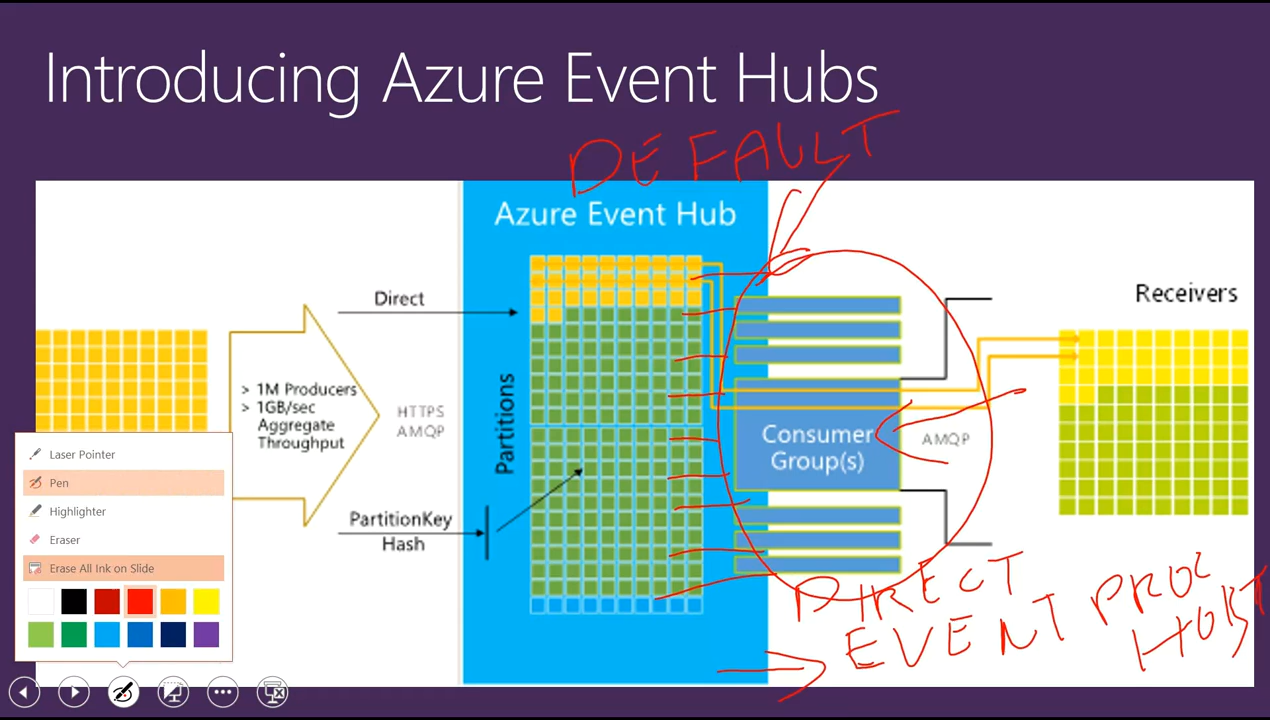 Introducing Azure Event Hubs
DEFAULT
Azure Event Hub
Direct
Receivers
> 1M Producers
> 1GB/sec
Aggregate
Throughput
HTTPS
AMQP
Partitions
Consumer
Group(s)
AMQP
PartitionKey
Hash
DIRECT
EVENT PROC
HOST
Laser Pointer
Pen
Highlighter
Eraser
Erase All Ink on Slide